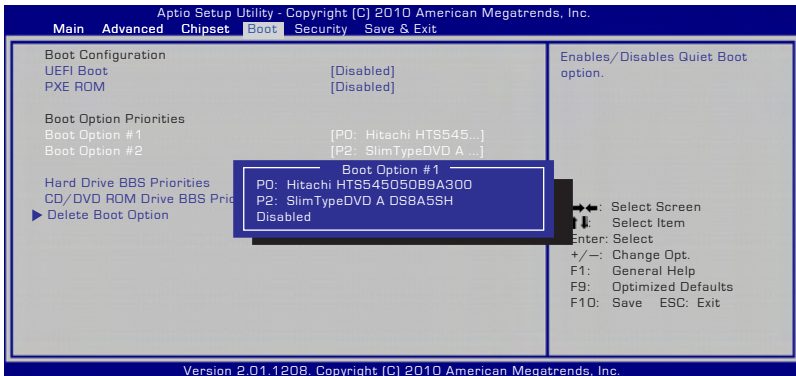 Aptio Setup Utility - Copyright (C) 2010 American Megatrends, Inc.
Main Advanced Chipset Boot Security Save & Exit
Boot Configuration
UEFI Boot [Disabled]
PXE ROM [Disabled]
Boot Option Priorities
Boot Option #1 [P0: Hitachi HTS545...]
Boot Option #2 [P2: SlimTypeDVD A ...]
Hard Drive BBS Priorities
CD/DVD ROM Drive BBS Prio
Delete Boot Option
Boot Option #1
P0: Hitachi HTS545050B9A300
P2: SlimTypeDVD A DS8A5SH
Disabled
Enables/Disables Quiet Boot
option.
→←: Select Screen
↑↓: Select Item
Enter: Select
+/—: Change Opt.
F1: General Help
F9: Optimized Defaults
F10: Save ESC: Exit
Version 2.01.1208. Copyright (C) 2010 American Megatrends, Inc.